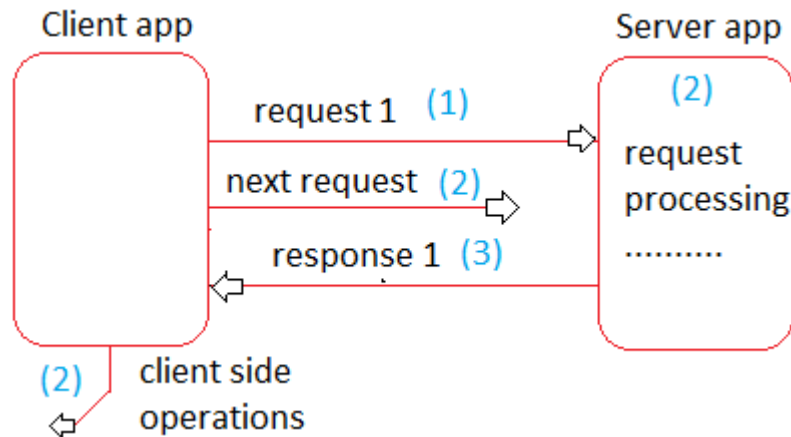 Client app
Server app
request 1 (1)
(2)
request
processing
..........
next request (2)
response 1 (3)
(2)
client side
operations